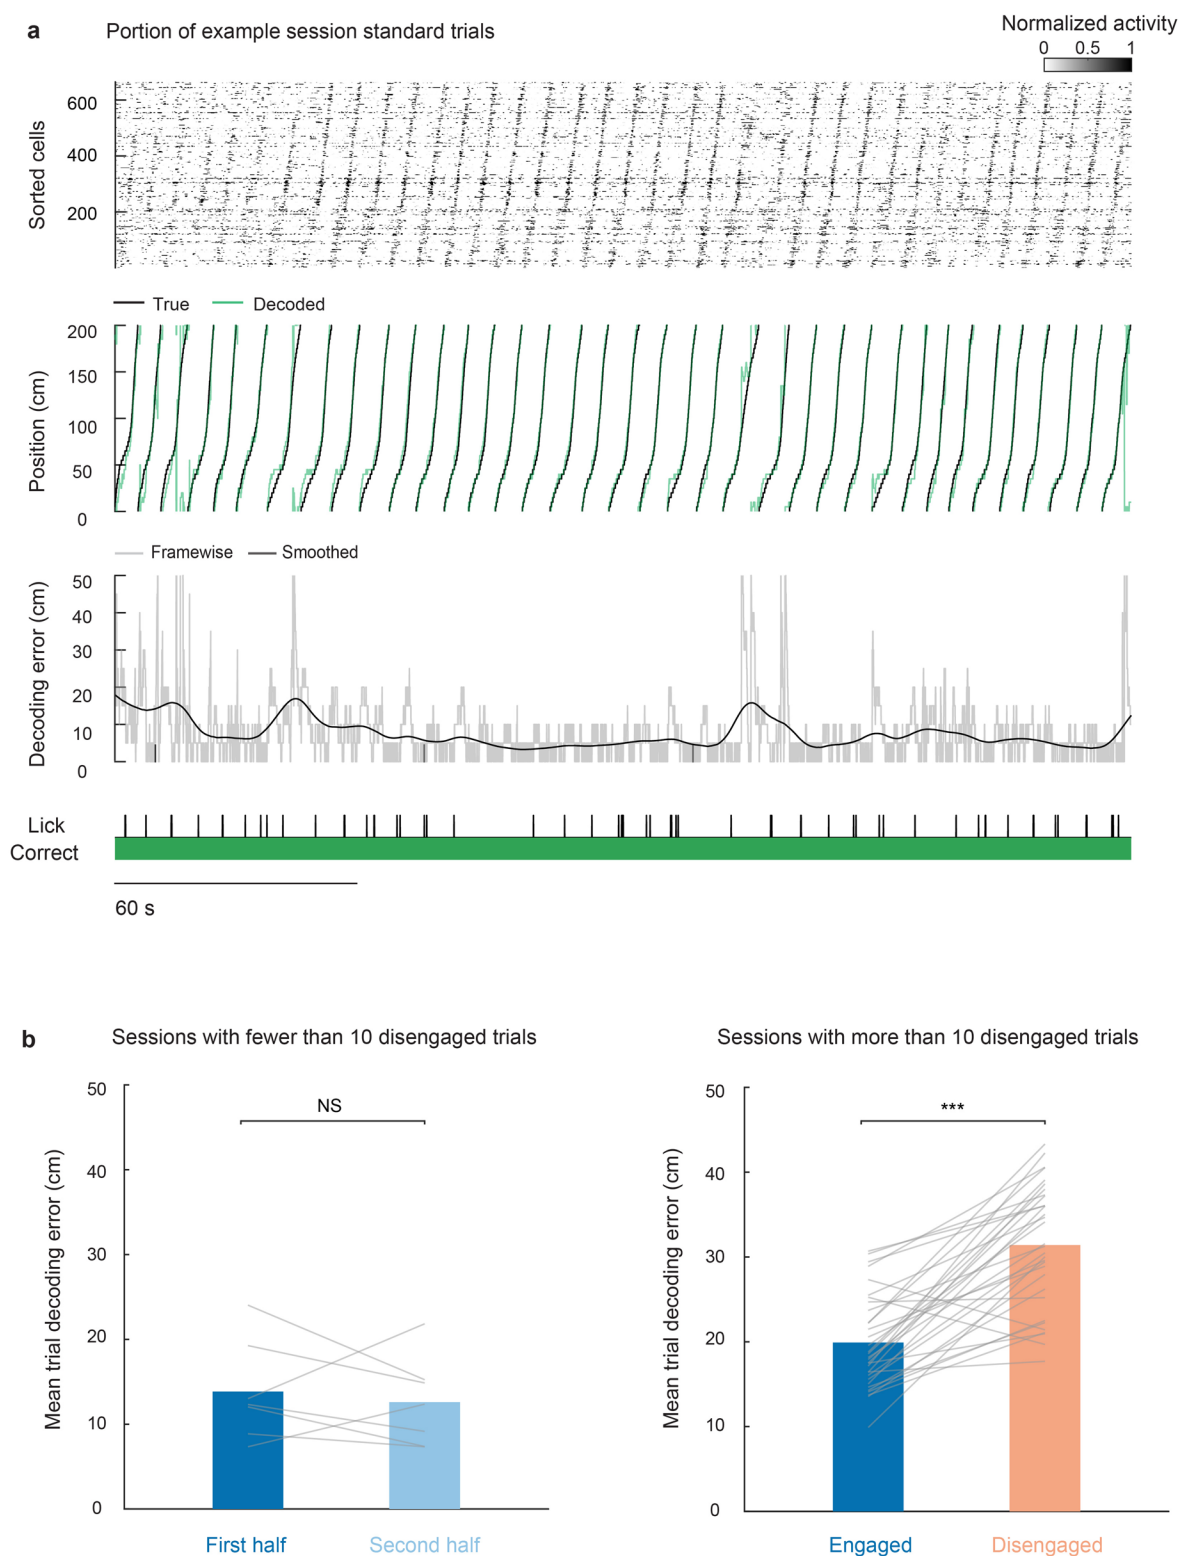 a Portion of example session standard trials
Normalized activity
0 0.5 1
Sorted cells
600
400
200
True Decoded
Position (cm)
200
150
100
50
0
Framewise Smoothed
Decoding error (cm)
50
40
30
20
10
0
Lick
Correct
60 s
b Sessions with fewer than 10 disengaged trials
Mean trial decoding error (cm)
50
40
30
20
10
0
NS
First half Second half
Sessions with more than 10 disengaged trials
Mean trial decoding error (cm)
50
40
30
20
10
0
***
Engaged Disengaged